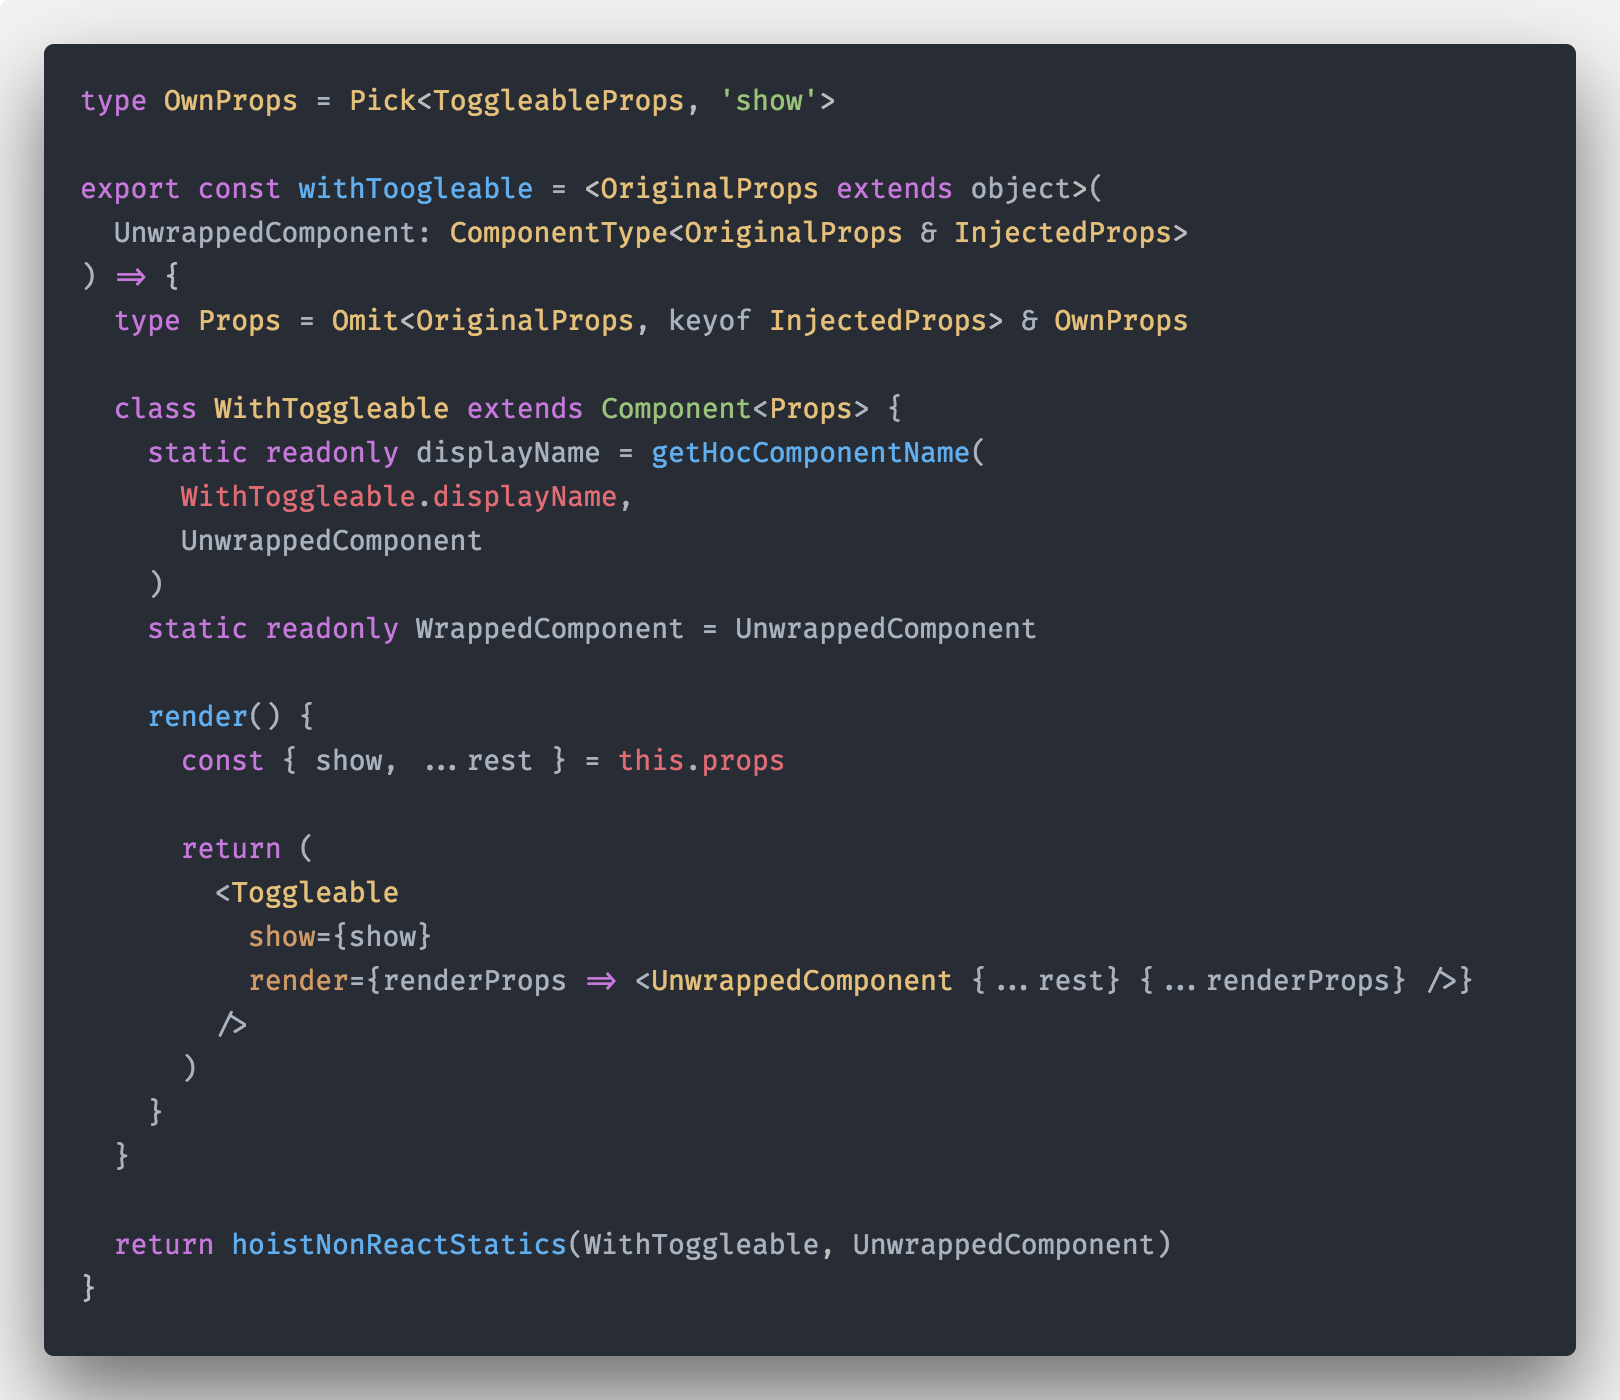 type OwnProps = Pick<ToggleableProps, 'show'>

export const withToogleable = <OriginalProps extends object>(
  UnwrappedComponent: ComponentType<OriginalProps & InjectedProps>
) => {
  type Props = Omit<OriginalProps, keyof InjectedProps> & OwnProps

  class WithToggleable extends Component<Props> {
    static readonly displayName = getHocComponentName(
      WithToggleable.displayName,
      UnwrappedComponent
    )
    static readonly WrappedComponent = UnwrappedComponent

    render() {
      const { show, ...rest } = this.props

      return (
        <Toggleable
          show={show}
          render={renderProps => <UnwrappedComponent {...rest} {...renderProps} />}
        />
      )
    }
  }

  return hoistNonReactStatics(WithToggleable, UnwrappedComponent)
}